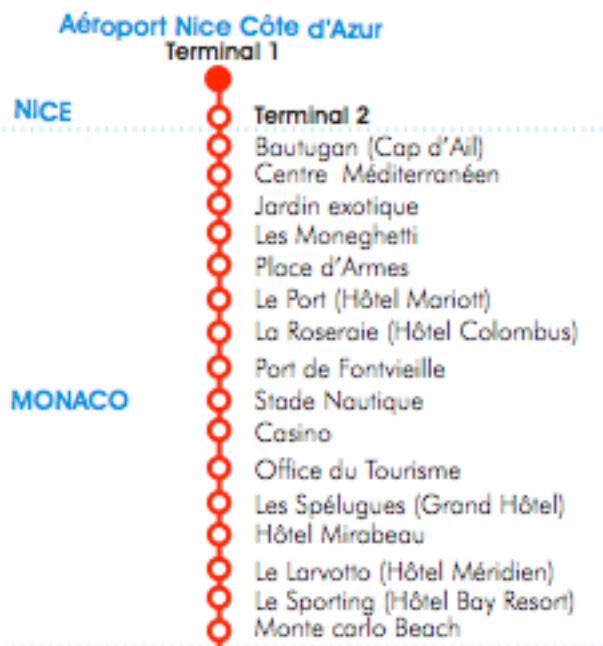 Aéroport Nice Côte d'Azur
Terminal 1
NICE
Terminal 2
Bautugan (Cap d'Ail)
Centre Méditerranéen
Jardin exotique
Les Moneghetti
Place d'Armes
Le Port (Hôtel Mariott)
La Roseraie (Hôtel Colombus)
Port de Fontvieille
MONACO
Stade Nautique
Casino
Office du Tourisme
Les Spélugues (Grand Hôtel)
Hôtel Mirabeau
Le Larvotto (Hôtel Méridien)
Le Sporting (Hôtel Bay Resort)
Monte carlo Beach